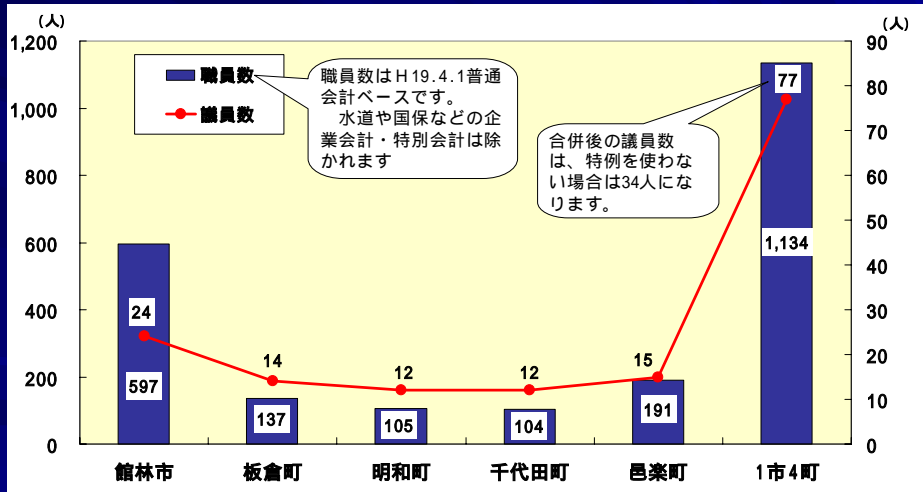 (人)
(人)
1,200
1,000
800
600
400
200
0
90
80
70
60
50
40
30
20
10
0
職員数
議員数
職員数はＨ19.4.1普通
会計ベースです。
　水道や国保などの企
業会計・特別会計は除
かれます
合併後の議員数
は、特例を使わな
い場合は34人にな
ります。
24
14
12
12
15
77
597
137
105
104
191
1,134
館林市
板倉町
明和町
千代田町
邑楽町
1市4町